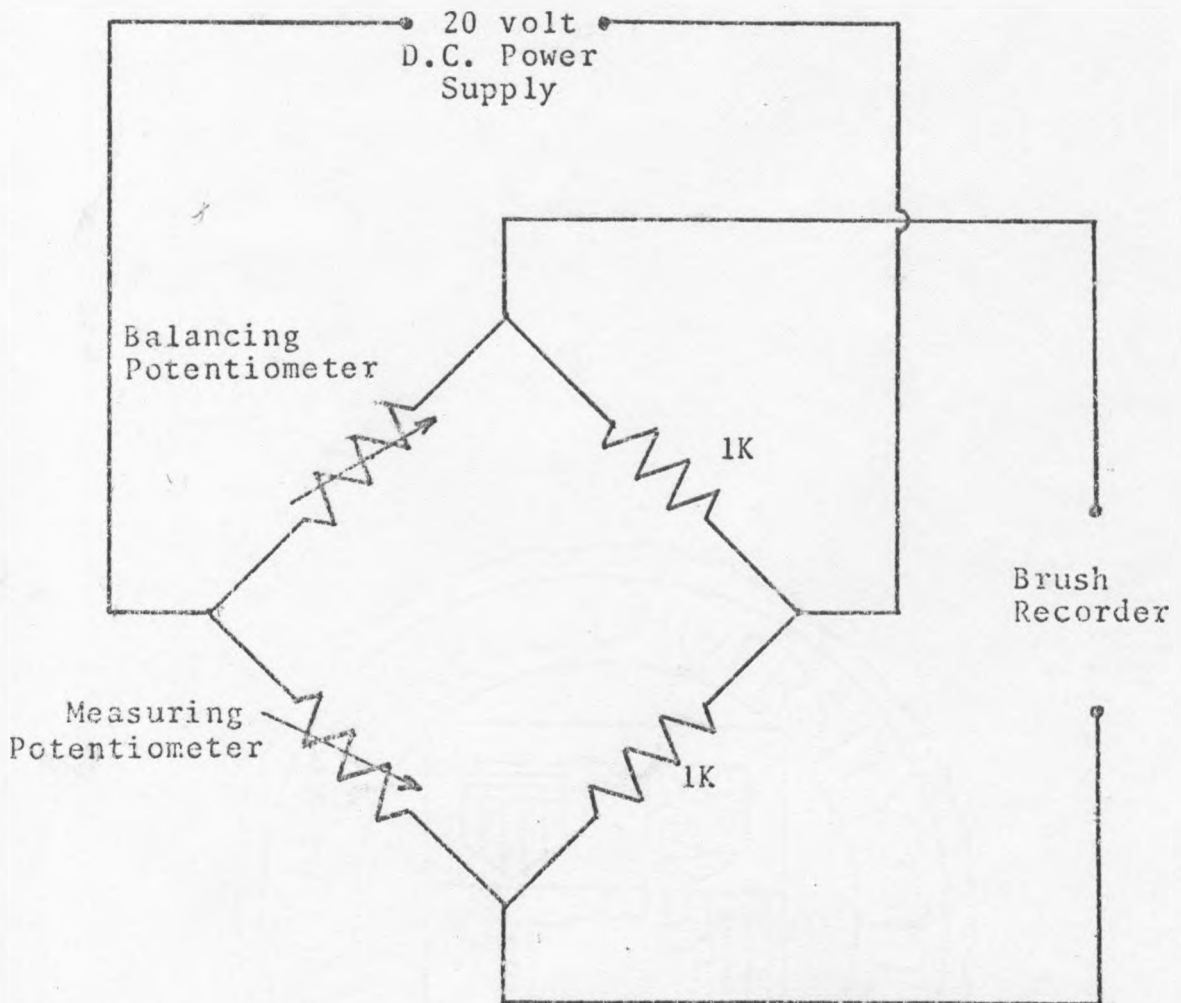 20 volt
D.C. Power
Supply
Balancing
Potentiometer
1K
Brush
Recorder
Measuring
Potentiometer
1K